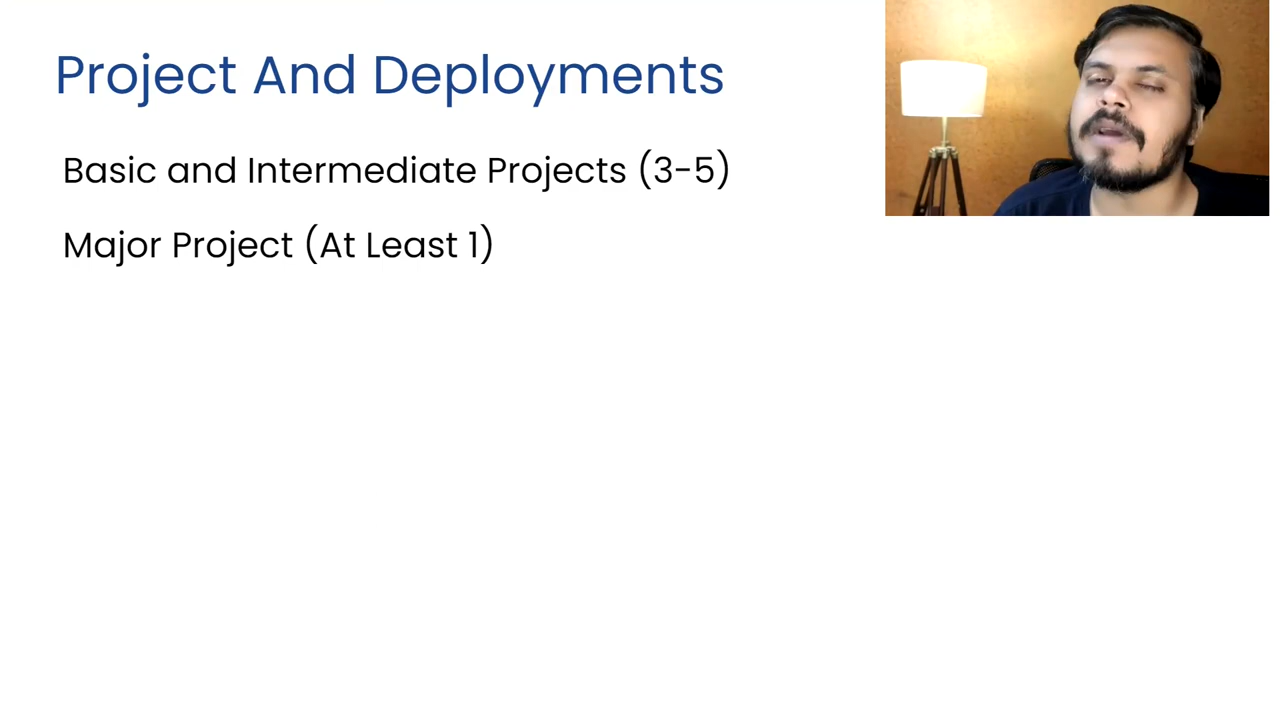 Project And Deployments
Basic and Intermediate Projects (3-5)
Major Project (At Least 1)